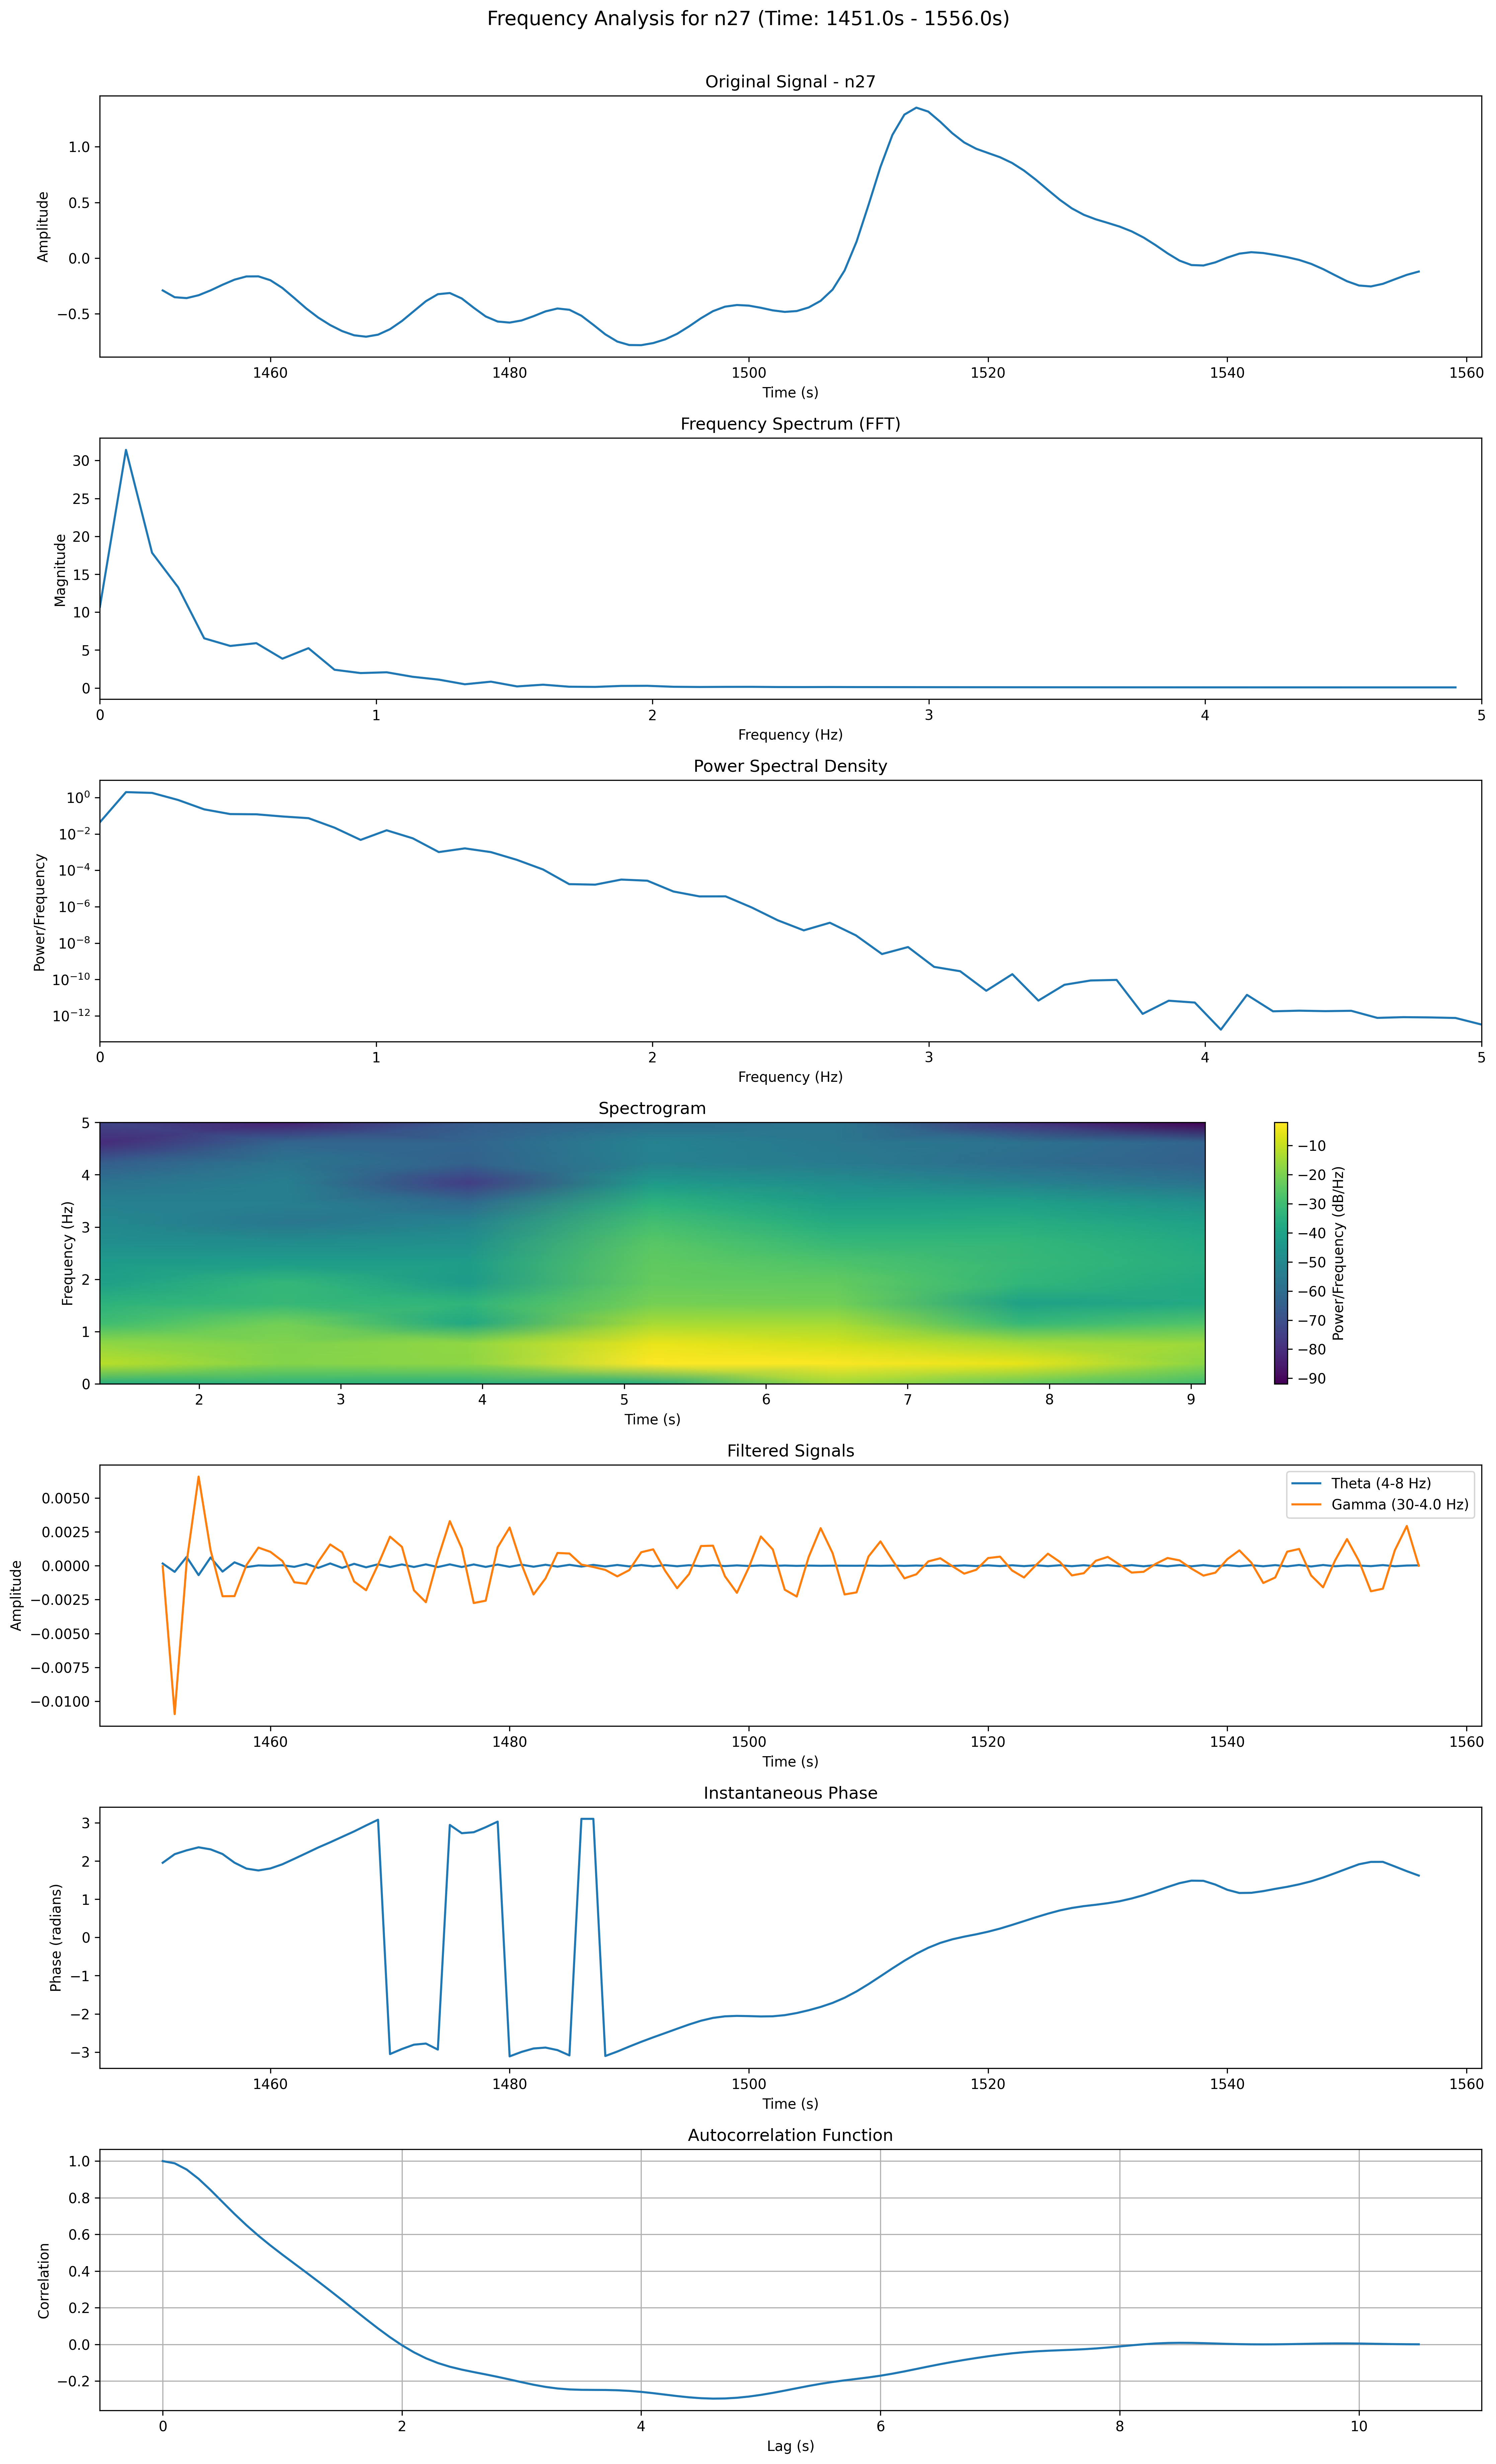 Frequency Analysis for n27 (Time: 1451.0s - 1556.0s)
Original Signal - n27
Amplitude
1.0
0.5
0.0
−0.5
1460 1480 1500 1520 1540 1560
Time (s)
Frequency Spectrum (FFT)
Magnitude
30
25
20
15
10
5
0
0 1 2 3 4 5
Frequency (Hz)
Power Spectral Density
Power/Frequency
10⁰
10⁻²
10⁻⁴
10⁻⁶
10⁻⁸
10⁻¹⁰
10⁻¹²
0 1 2 3 4 5
Frequency (Hz)
Spectrogram
Frequency (Hz)
5
4
3
2
1
0
2 3 4 5 6 7 8 9
Time (s)
−10
−20
−30
−40
−50
−60
−70
−80
−90
Power/Frequency (dB/Hz)
Filtered Signals
Theta (4-8 Hz)
Gamma (30-4.0 Hz)
Amplitude
0.0050
0.0025
0.0000
−0.0025
−0.0050
−0.0075
−0.0100
1460 1480 1500 1520 1540 1560
Time (s)
Instantaneous Phase
Phase (radians)
3
2
1
0
−1
−2
−3
1460 1480 1500 1520 1540 1560
Time (s)
Autocorrelation Function
Correlation
1.0
0.8
0.6
0.4
0.2
0.0
−0.2
0 2 4 6 8 10
Lag (s)